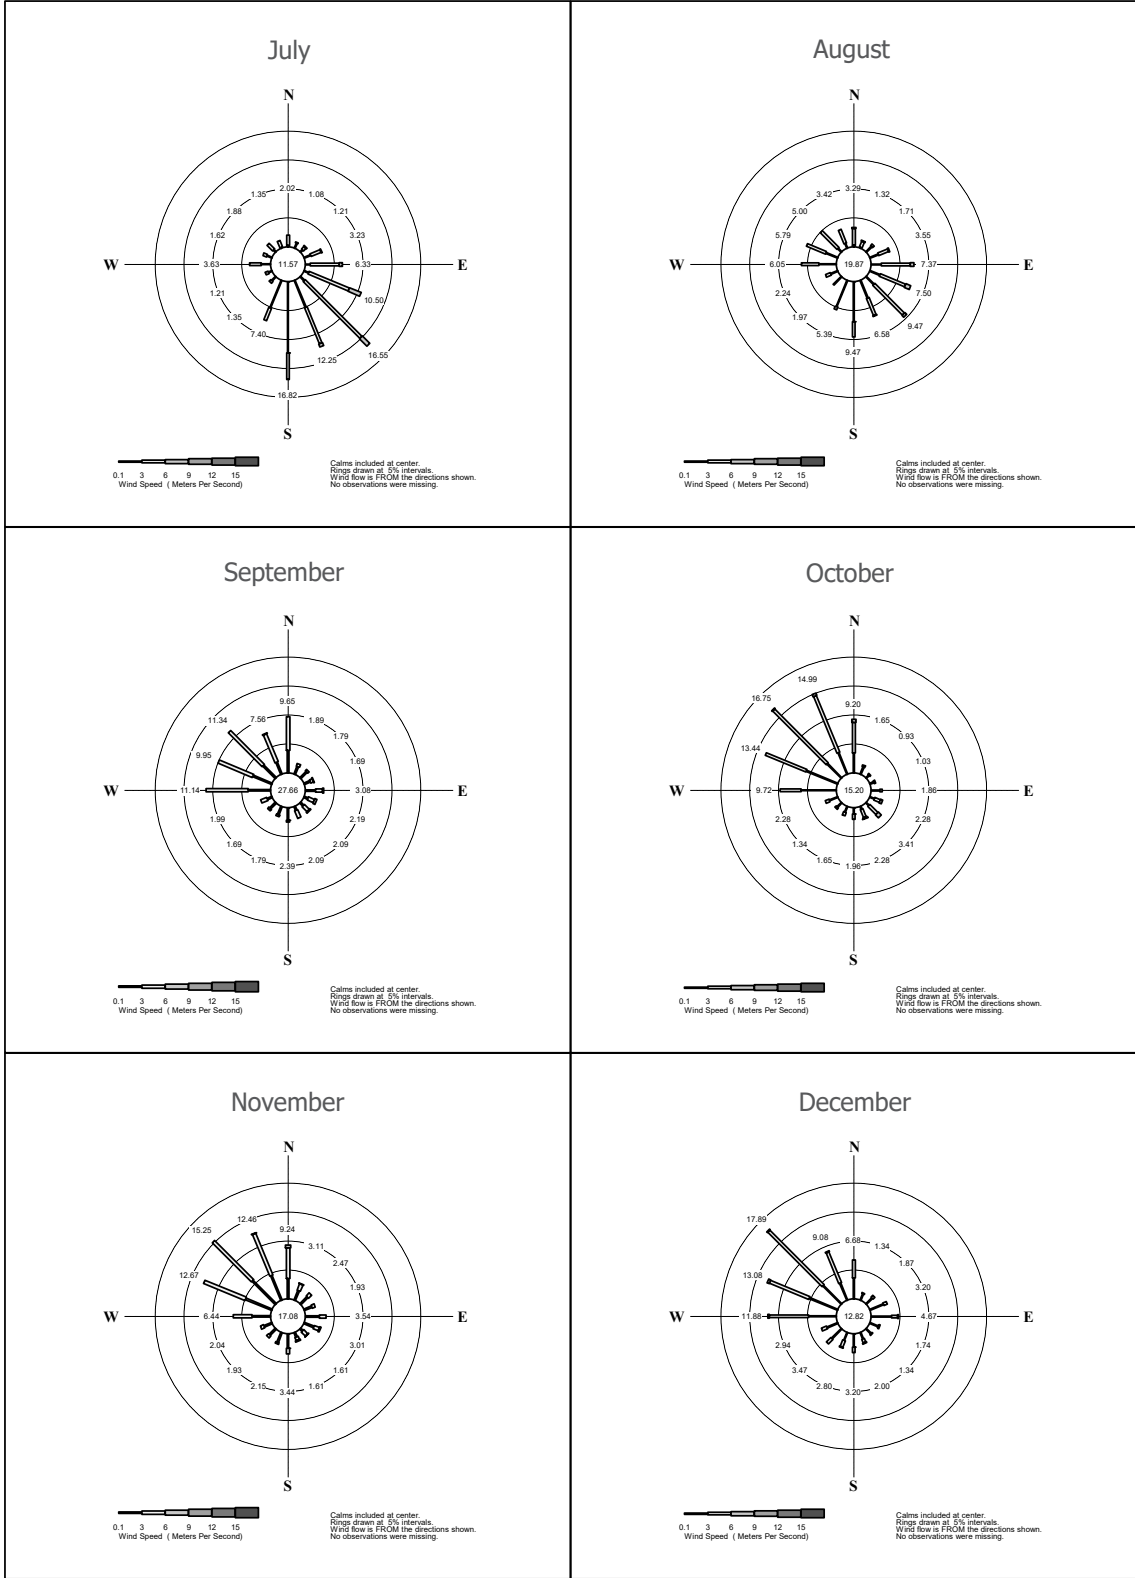 July
N
1.35 2.02 1.08
1.88 1.21
1.62 3.23
W 3.63 11.57 6.33 E
1.21 10.50
1.35 7.40 12.25 16.55
16.82
S
0.1 3 6 9 12 15
Wind Speed ( Meters Per Second)
Calms included at center.
Rings drawn at 5% intervals.
Wind flow is FROM the directions shown.
No observations were missing.
August
N
3.42 3.29 1.32
5.00 1.71
5.79 3.55
W 6.05 19.87 7.37 E
2.24 7.50
1.97 9.47
5.39 6.58
9.47
S
0.1 3 6 9 12 15
Wind Speed ( Meters Per Second)
Calms included at center.
Rings drawn at 5% intervals.
Wind flow is FROM the directions shown.
No observations were missing.
September
N
9.65
11.34 7.56 1.89
1.79
9.95 1.69
W 11.14 27.66 3.08 E
1.99 2.19
1.69 2.09
1.79 2.39 2.09
S
0.1 3 6 9 12 15
Wind Speed ( Meters Per Second)
Calms included at center.
Rings drawn at 5% intervals.
Wind flow is FROM the directions shown.
No observations were missing.
October
N
14.99
16.75 9.20 1.65
0.93
13.44 1.03
W 9.72 15.20 1.86 E
2.28 2.28
1.34 3.41
1.65 1.96 2.28
S
0.1 3 6 9 12 15
Wind Speed ( Meters Per Second)
Calms included at center.
Rings drawn at 5% intervals.
Wind flow is FROM the directions shown.
No observations were missing.
November
N
12.46
15.25 9.24 3.11
2.47
12.67 1.93
W 6.44 17.08 3.54 E
2.04 3.01
1.93 1.61
2.15 3.44 1.61
S
0.1 3 6 9 12 15
Wind Speed ( Meters Per Second)
Calms included at center.
Rings drawn at 5% intervals.
Wind flow is FROM the directions shown.
No observations were missing.
December
N
17.89
9.08 6.68 1.34
1.87
13.08 3.20
W 11.88 12.82 4.67 E
2.94 1.74
3.47 1.34
2.80 3.20 2.00
S
0.1 3 6 9 12 15
Wind Speed ( Meters Per Second)
Calms included at center.
Rings drawn at 5% intervals.
Wind flow is FROM the directions shown.
No observations were missing.